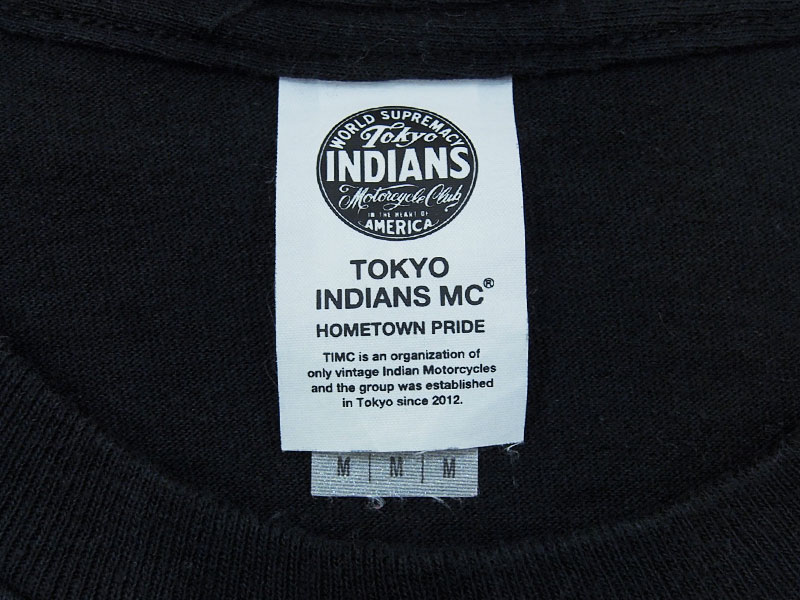 WORLD SUPREMACY
Tokyo
INDIANS
Motorcycle Club
IN THE HEART OF
AMERICA
TOKYO
INDIANS MC®
HOMETOWN PRIDE
TIMC is an organization of
only vintage Indian Motorcycles
and the group was established
in Tokyo since 2012.
M | M | M